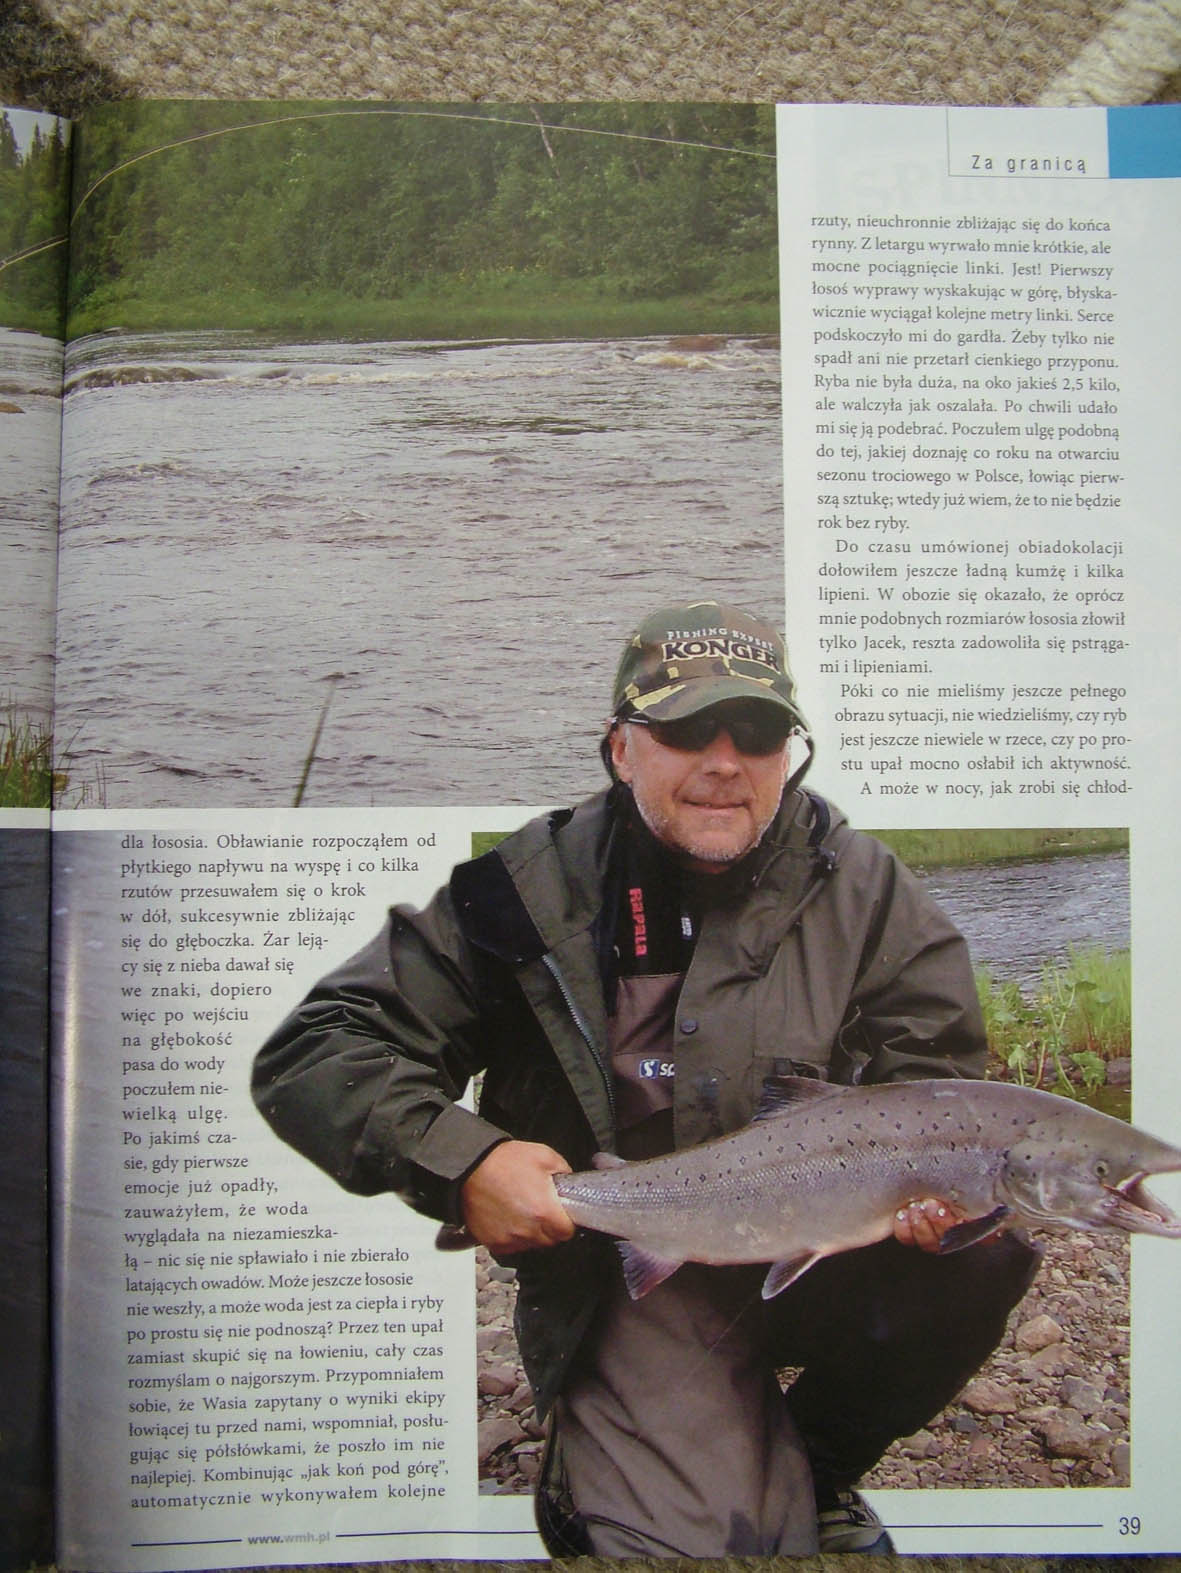 Za granicą
dla łososia. Obławianie rozpocząłem od
płytkiego napływu na wyspę i co kilka
rzutów przesuwałem się o krok
w dół, sukcesywnie zbliżając
się do głęboczka. Żar leją-
cy się z nieba dawał się
we znaki, dopiero
więc po wejściu
na głębokość
pasa do wody
poczułem nie-
wielką ulgę.
Po jakimś cza-
sie, gdy pierwsze
emocje już opadły,
zauważyłem, że woda
wyglądała na niezamieszka-
łą – nic się nie spławiało i nie zbierało
latających owadów. Może jeszcze łososie
nie weszły, a może woda jest za ciepła i ryby
po prostu się nie podnoszą? Przez ten upał
zamiast skupić się na łowieniu, cały czas
rozmyślam o najgorszym. Przypomniałem
sobie, że Wasia zapytany o wyniki ekipy
łowiącej tu przed nami, wspomniał, posłu-
gując się półsłówkami, że poszło im nie
najlepiej. Kombinując „jak koń pod górę”,
automatycznie wykonywałem kolejne
rzuty, nieuchronnie zbliżając się do końca
rynny. Z letargu wyrwało mnie krótkie, ale
mocne pociągnięcie linki. Jest! Pierwszy
łosoś wyprawy wyskakując w górę, błyska-
wicznie wyciągał kolejne metry linki. Serce
podskoczyło mi do gardła. Żeby tylko nie
spadł ani nie przetarł cienkiego przyponu.
Ryba nie była duża, na oko jakieś 2,5 kilo,
ale walczyła jak oszalała. Po chwili udało
mi się ją podebrać. Poczułem ulgę podobną
do tej, jakiej doznaję co roku na otwarciu
sezonu trociowego w Polsce, łowiąc pierw-
szą sztukę; wtedy już wiem, że to nie będzie
rok bez ryby.
Do czasu umówionej obiadokolacji
dołowiłem jeszcze ładną kumżę i kilka
lipieni. W obozie się okazało, że oprócz
mnie podobnych rozmiarów łososia złowił
tylko Jacek, reszta zadowoliła się pstrąga-
mi i lipieniami.
Póki co nie mieliśmy jeszcze pełnego
obrazu sytuacji, nie wiedzieliśmy, czy ryb
jest jeszcze niewiele w rzece, czy po pro-
stu upał mocno osłabił ich aktywność.
A może w nocy, jak zrobi się chłod-
FISHING EXPERT
KONGER
RAPALA
www.wmh.pl
39